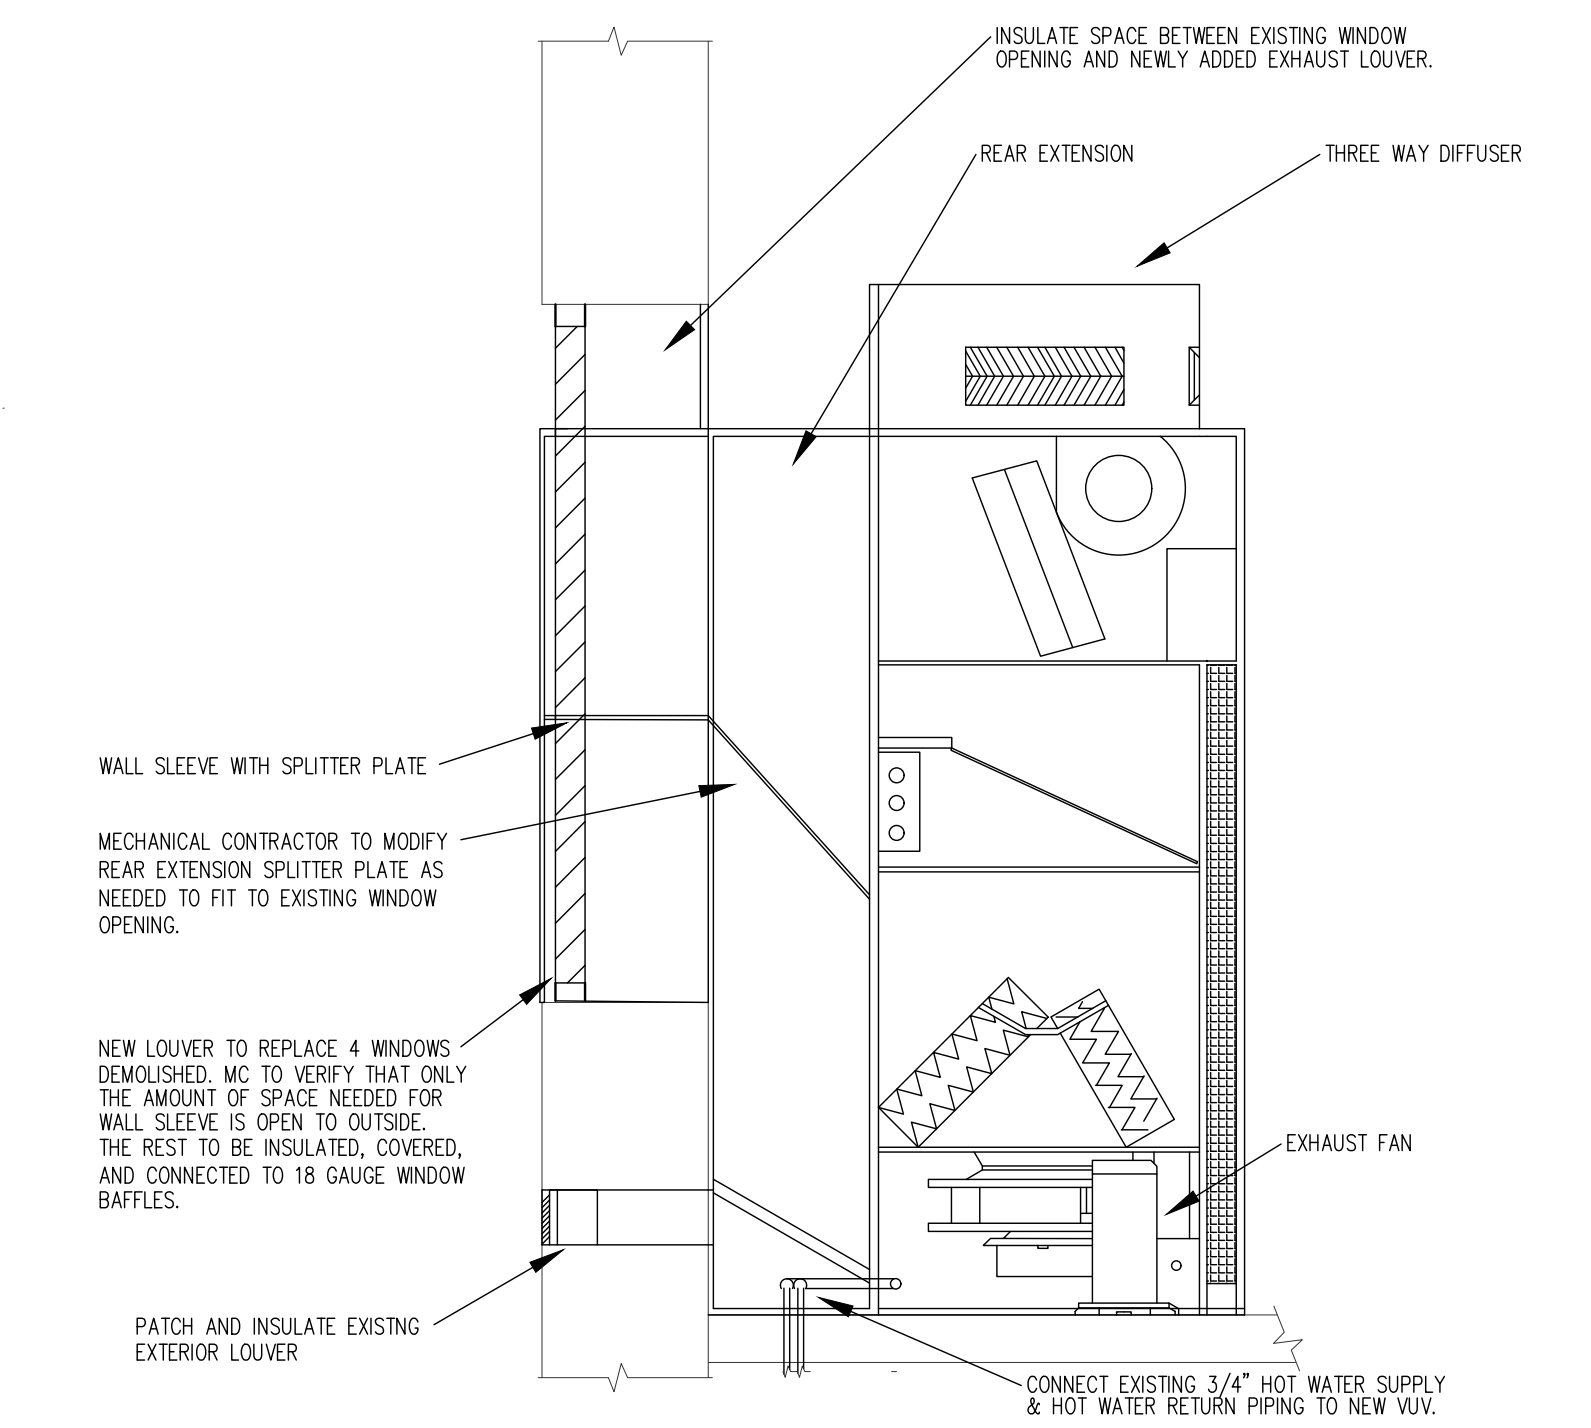 INSULATE SPACE BETWEEN EXISTING WINDOW
OPENING AND NEWLY ADDED EXHAUST LOUVER.
REAR EXTENSION
THREE WAY DIFFUSER
WALL SLEEVE WITH SPLITTER PLATE
MECHANICAL CONTRACTOR TO MODIFY
REAR EXTENSION SPLITTER PLATE AS
NEEDED TO FIT TO EXISTING WINDOW
OPENING.
NEW LOUVER TO REPLACE 4 WINDOWS
DEMOLISHED. MC TO VERIFY THAT ONLY
THE AMOUNT OF SPACE NEEDED FOR
WALL SLEEVE IS OPEN TO OUTSIDE.
THE REST TO BE INSULATED, COVERED,
AND CONNECTED TO 18 GAUGE WINDOW
BAFFLES.
EXHAUST FAN
PATCH AND INSULATE EXISTNG
EXTERIOR LOUVER
CONNECT EXISTING 3/4" HOT WATER SUPPLY
& HOT WATER RETURN PIPING TO NEW VUV.